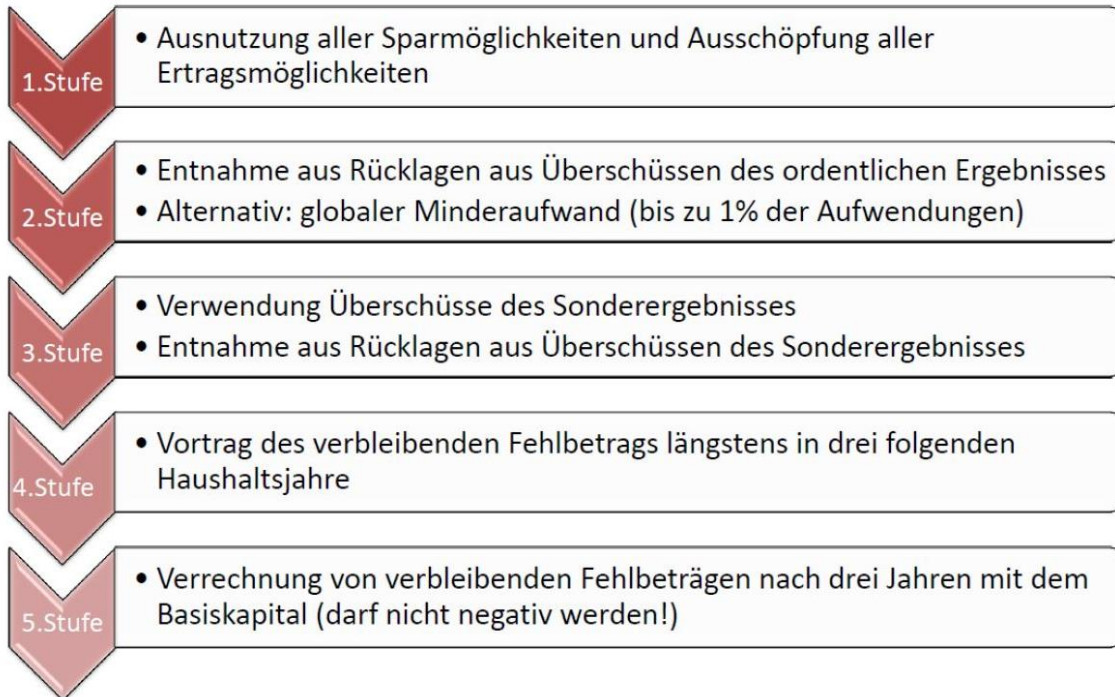 1.Stufe
• Ausnutzung aller Sparmöglichkeiten und Ausschöpfung aller
Ertragsmöglichkeiten
2.Stufe
• Entnahme aus Rücklagen aus Überschüssen des ordentlichen Ergebnisses
• Alternativ: globaler Minderaufwand (bis zu 1% der Aufwendungen)
3.Stufe
• Verwendung Überschüsse des Sonderergebnisses
• Entnahme aus Rücklagen aus Überschüssen des Sonderergebnisses
4.Stufe
• Vortrag des verbleibenden Fehlbetrags längstens in drei folgenden
Haushaltsjahre
5.Stufe
• Verrechnung von verbleibenden Fehlbeträgen nach drei Jahren mit dem
Basiskapital (darf nicht negativ werden!)